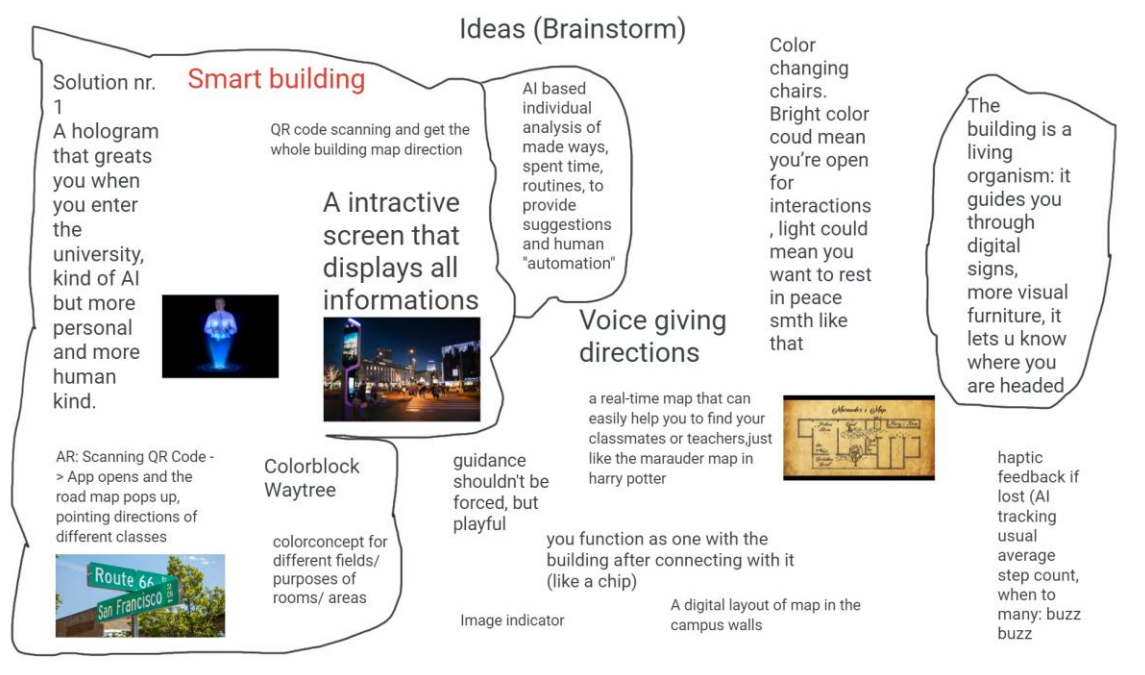 Ideas (Brainstorm)
Solution nr.
1
A hologram
that greats
you when
you enter
the
university,
kind of AI
but more
personal
and more
human
kind.
Smart building
QR code scanning and get the
whole building map direction
A intractive
screen that
displays all
informations
AI based
individual
analysis of
made ways,
spent time,
routines, to
provide
suggestions
and human
"automation"
Color
changing
chairs.
Bright color
coud mean
you're open
for
interactions
, light could
mean you
want to rest
in peace
smth like
that
The
building is a
living
organism: it
guides you
through
digital
signs,
more visual
furniture, it
lets u know
where you
are headed
Voice giving
directions
a real-time map that can
easily help you to find your
classmates or teachers,just
like the marauder map in
harry potter
Marauder's Map
AR: Scanning QR Code -
> App opens and the
road map pops up,
pointing directions of
different classes
Route 66
San Francisco
Colorblock
Waytree
colorconcept for
different fields/
purposes of
rooms/ areas
guidance
shouldn't be
forced, but
playful
you function as one with the
building after connecting with it
(like a chip)
Image indicator
A digital layout of map in the
campus walls
haptic
feedback if
lost (AI
tracking
usual
average
step count,
when to
many: buzz
buzz